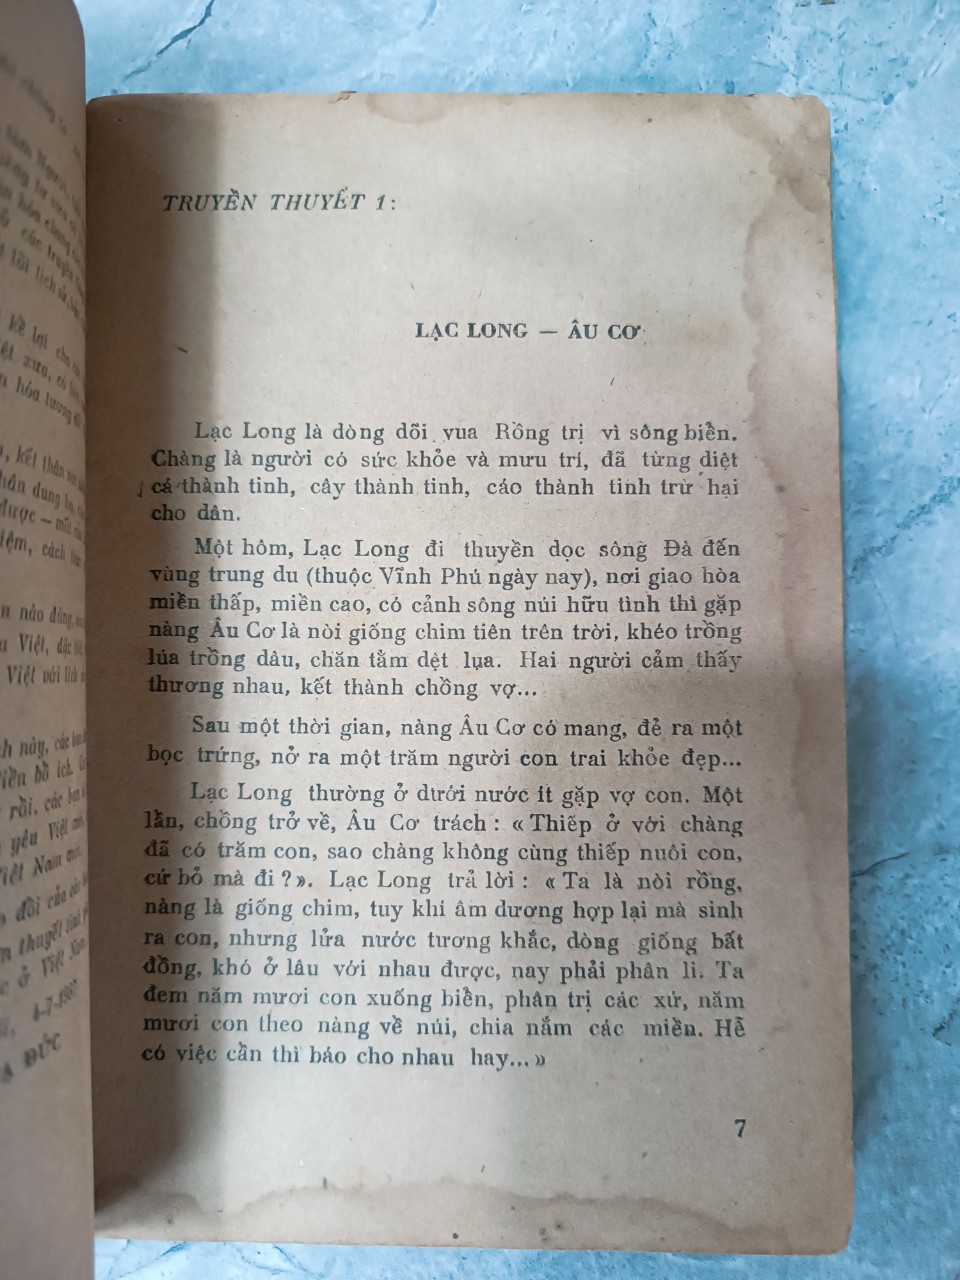 TRUYỀN THUYẾT 1:
LẠC LONG — ÂU CƠ
Lạc Long là dòng dõi vua Rồng trị vì sông biển.
Chàng là người có sức khỏe và mưu trí, đã từng diệt
cá thành tinh, cây thành tinh, cáo thành tinh trừ hại
cho dân.
Một hôm, Lạc Long đi thuyền dọc sông Đà đến
vùng trung du (thuộc Vĩnh Phú ngày nay), nơi giao hòa
miền thấp, miền cao, có cảnh sông núi hữu tình thì gặp
nàng Âu Cơ là nòi giống chim tiên trên trời, khéo trồng
lúa trồng dâu, chăn tằm dệt lụa. Hai người cảm thấy
thương nhau, kết thành chồng vợ...
Sau một thời gian, nàng Âu Cơ có mang, đẻ ra một
bọc trứng, nở ra một trăm người con trai khỏe đẹp...
Lạc Long thường ở dưới nước ít gặp vợ con. Một
lần, chồng trở về, Âu Cơ trách : « Thiếp ở với chàng
đã có trăm con, sao chàng không cùng thiếp nuôi con,
cứ bỏ mà đi ? ». Lạc Long trả lời : « Ta là nòi rồng,
nàng là giống chim, tuy khí âm dương hợp lại mà sinh
ra con, nhưng lửa nước tương khắc, dòng giống bất
đồng, khó ở lâu với nhau được, nay phải phân li. Ta
đem năm mươi con xuống biển, phân trị các xứ, năm
mươi con theo nàng về núi, chia nắm các miền. Hễ
có việc cần thì báo cho nhau hay... »
7